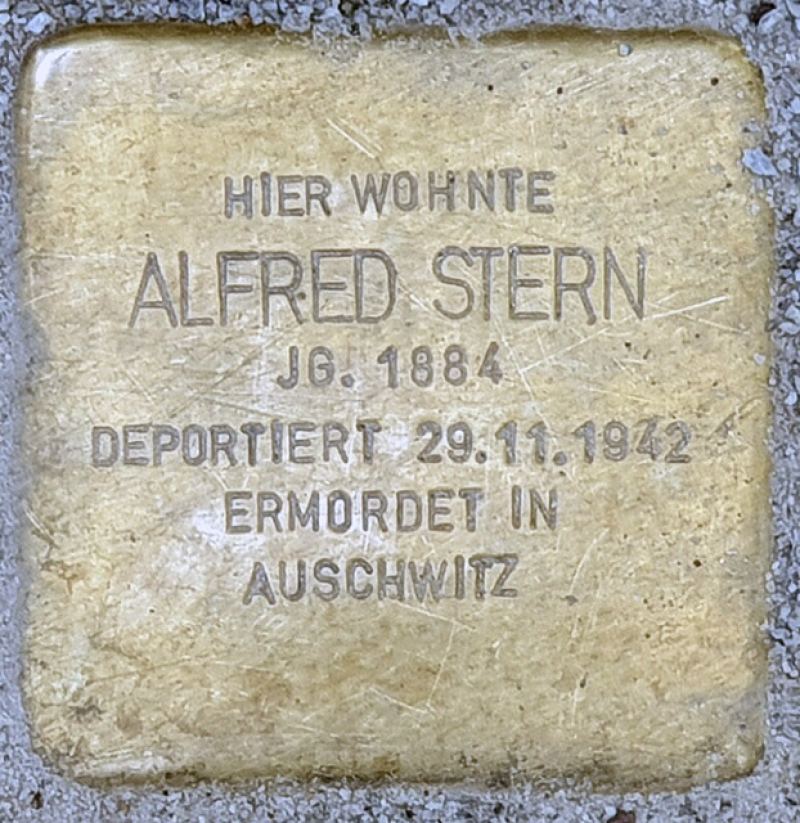 HIER WOHNTE
ALFRED STERN
JG. 1884
DEPORTIERT 29.11.1942
ERMORDET IN
AUSCHWITZ